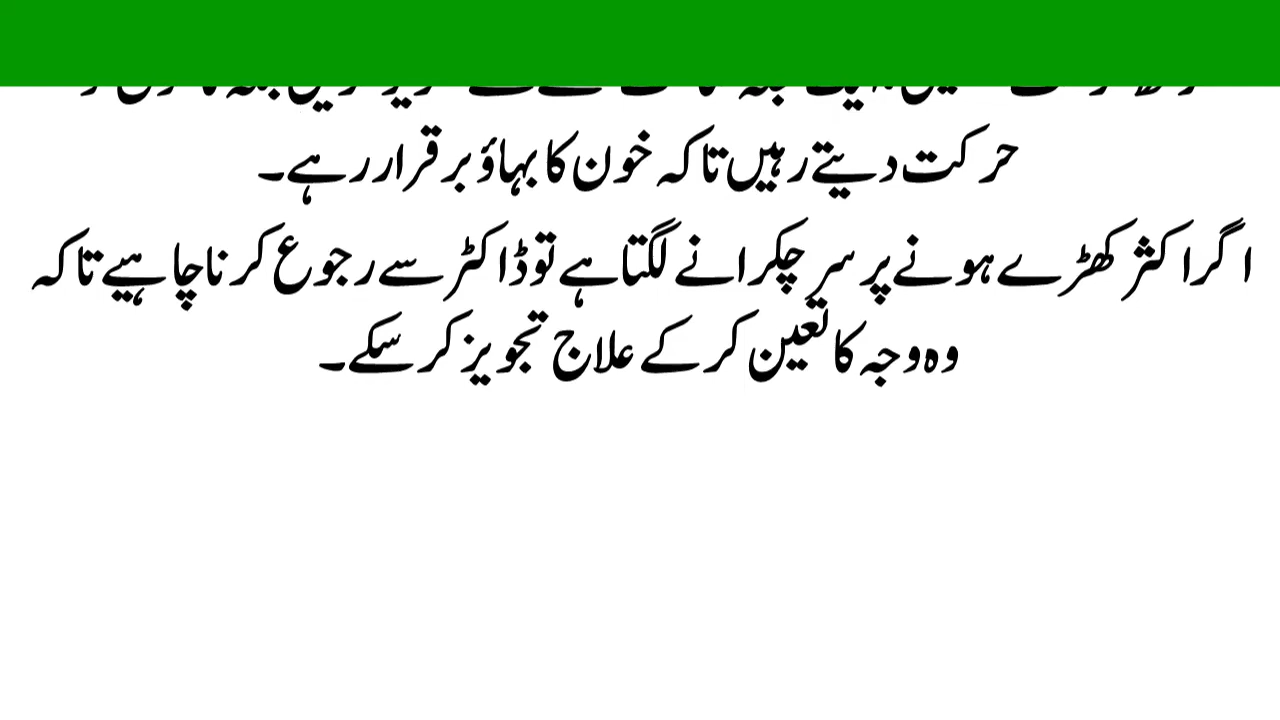 حرکت دیتے رہیں تاکہ خون کا بہاؤ برقرار رہے۔
اگر اکثر کھڑے ہونے پر سر چکرانے لگتا ہے تو ڈاکٹر سے رجوع کرنا چاہیے تاکہ
وہ وجہ کا تعین کر کے علاج تجویز کر سکے۔